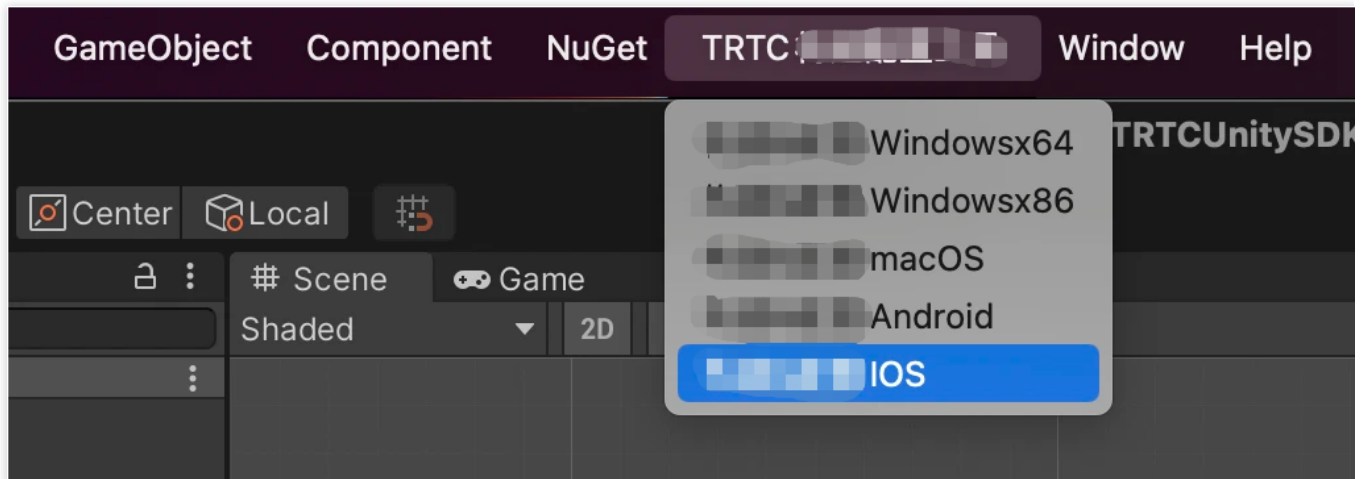 GameObject Component NuGet TRTC Window Help
Windowsx64
TRTCUnitySDK
Windowsx86
Center Local
macOS
Scene Game
Android
Shaded 2D
IOS